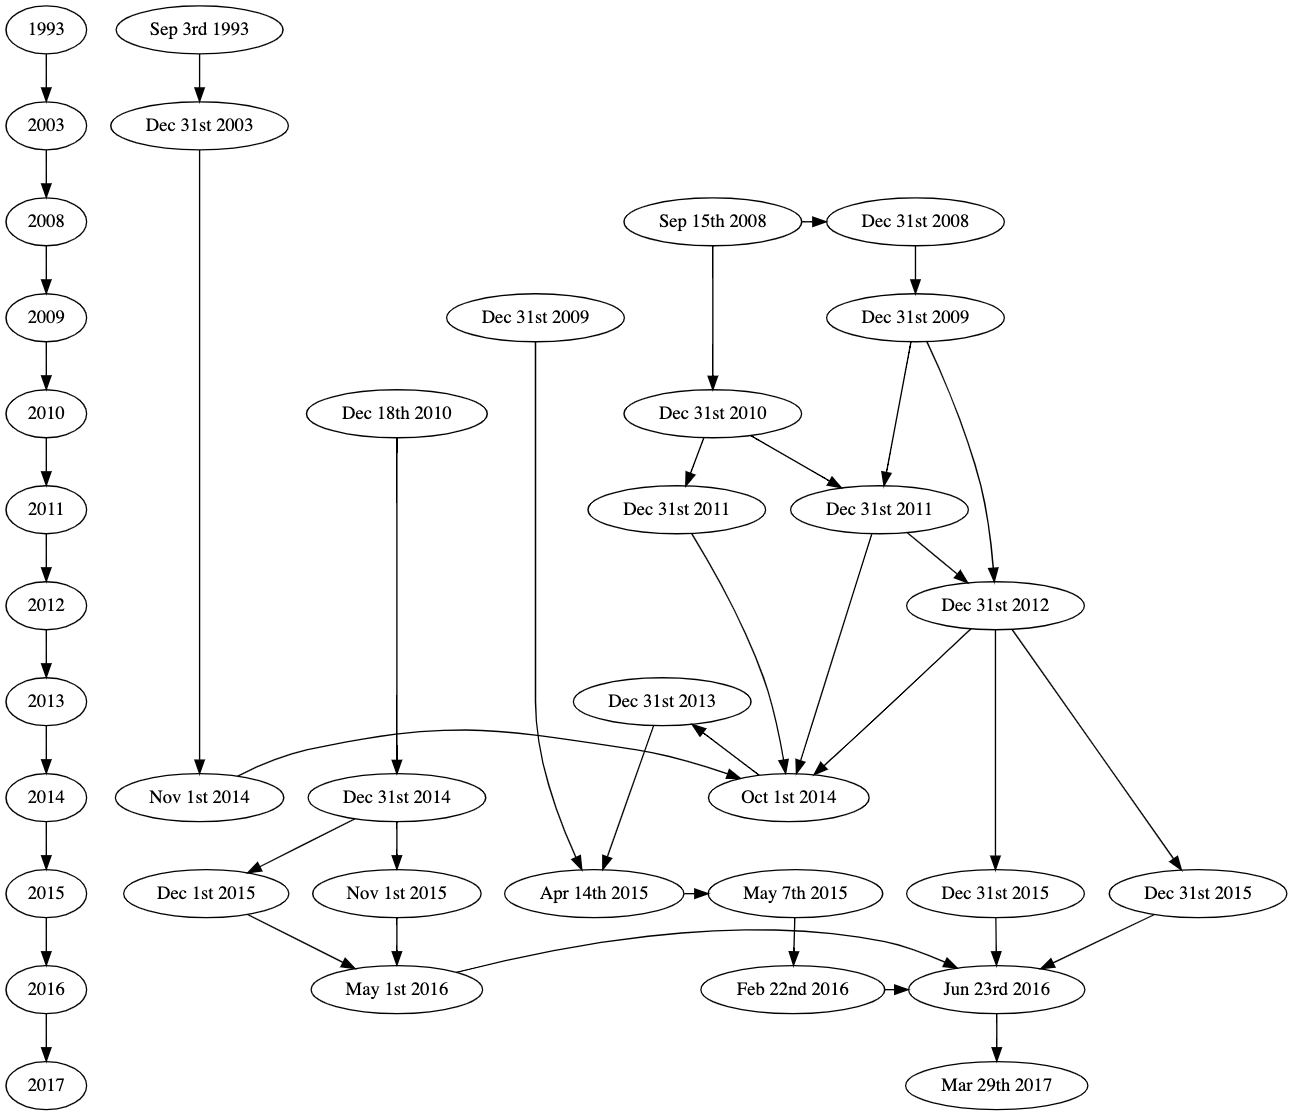 1993
Sep 3rd 1993
2003
Dec 31st 2003
2008
Sep 15th 2008
Dec 31st 2008
2009
Dec 31st 2009
Dec 31st 2009
2010
Dec 18th 2010
Dec 31st 2010
2011
Dec 31st 2011
Dec 31st 2011
2012
Dec 31st 2012
2013
Dec 31st 2013
2014
Nov 1st 2014
Dec 31st 2014
Oct 1st 2014
2015
Dec 1st 2015
Nov 1st 2015
Apr 14th 2015
May 7th 2015
Dec 31st 2015
Dec 31st 2015
2016
May 1st 2016
Feb 22nd 2016
Jun 23rd 2016
2017
Mar 29th 2017